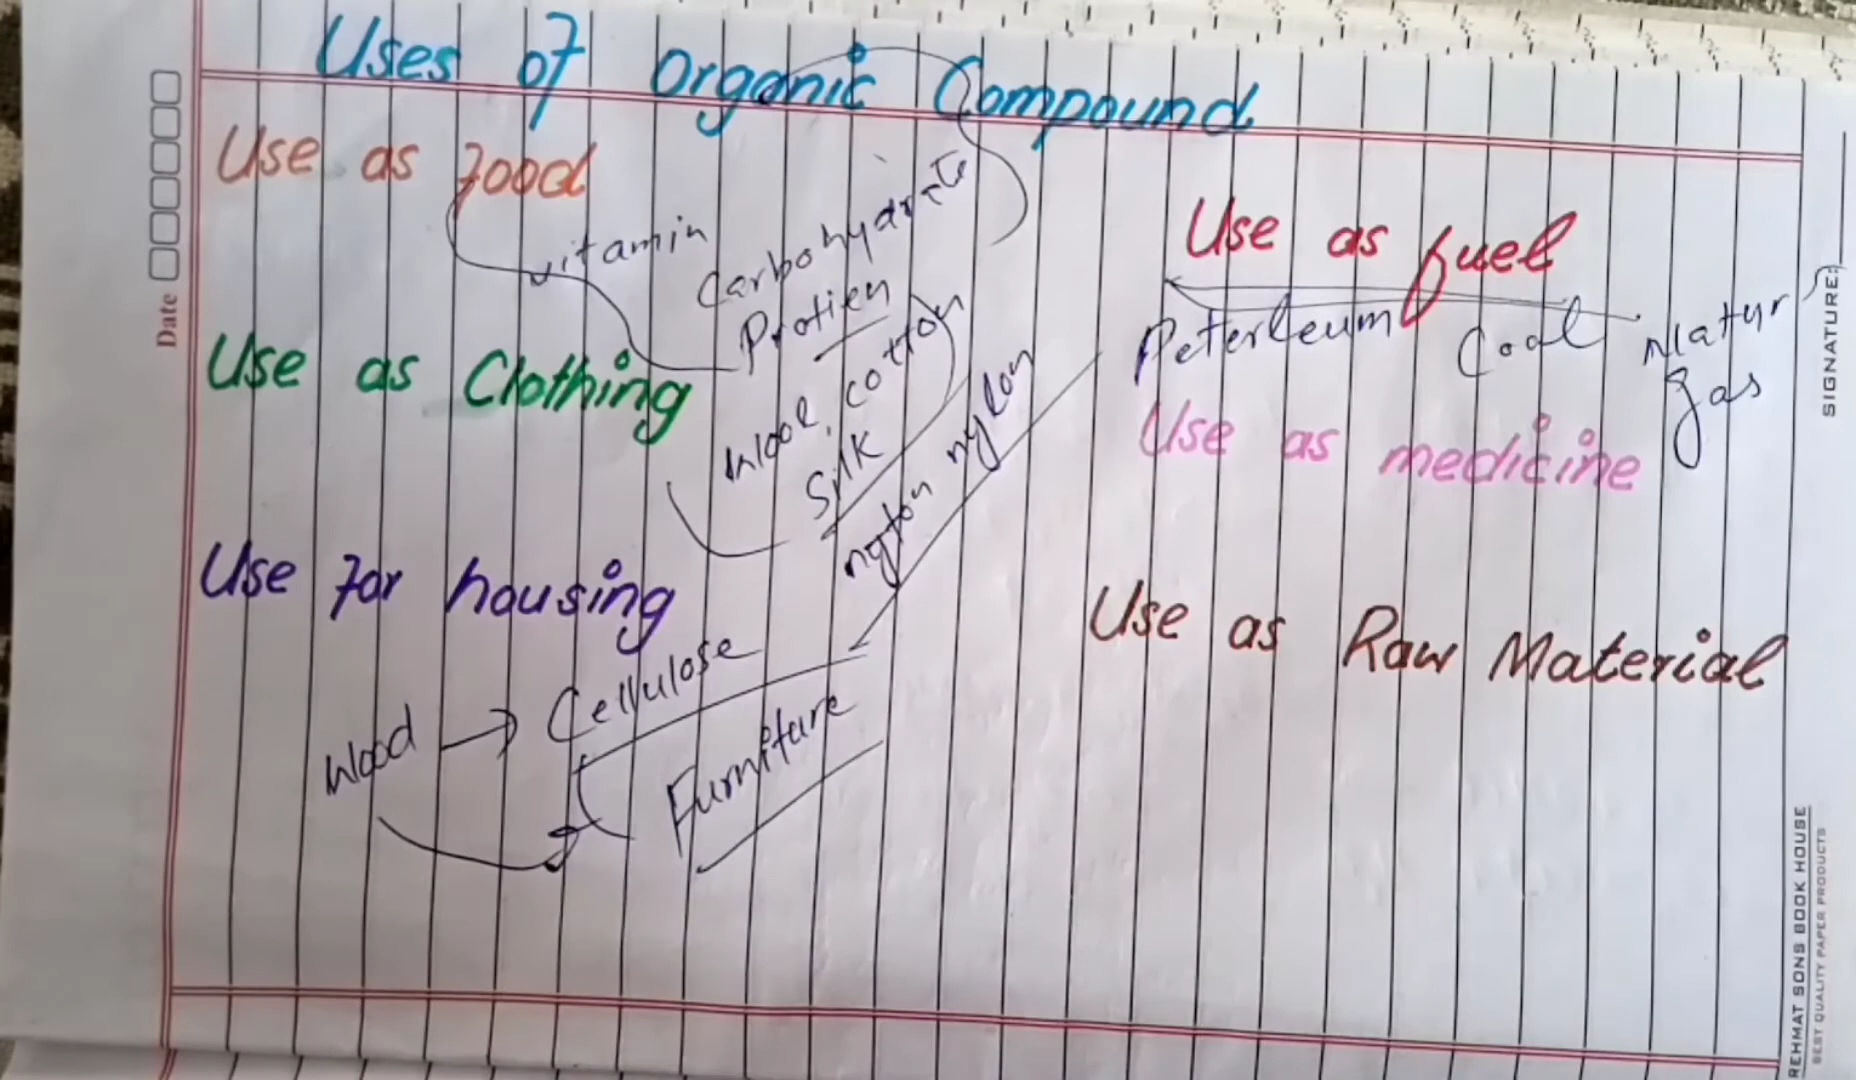 Uses of Organic Compound
Use as food
vitamin
Carbohydrate
Protien
Use as Clothing
Wool, cotton
Silk
nylon
Use for housing
Wood → Cellulose
Furniture
Use as fuel
Peterleum Coal Natur
gas
Use as medicine
Use as Raw Material
Date
SIGNATURE:
REHMAT SONS BOOK HOUSE
BEST QUALITY PAPER PRODUCTS